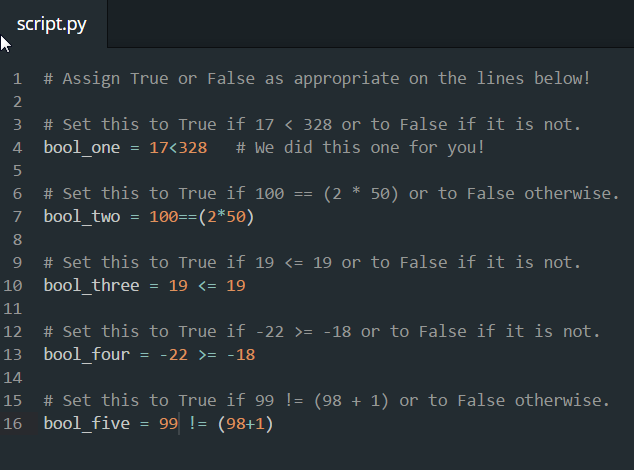 script.py
1 # Assign True or False as appropriate on the lines below!
2
3 # Set this to True if 17 < 328 or to False if it is not.
4 bool_one = 17<328   # We did this one for you!
5
6 # Set this to True if 100 == (2 * 50) or to False otherwise.
7 bool_two = 100==(2*50)
8
9 # Set this to True if 19 <= 19 or to False if it is not.
10 bool_three = 19 <= 19
11
12 # Set this to True if -22 >= -18 or to False if it is not.
13 bool_four = -22 >= -18
14
15 # Set this to True if 99 != (98 + 1) or to False otherwise.
16 bool_five = 99 != (98+1)